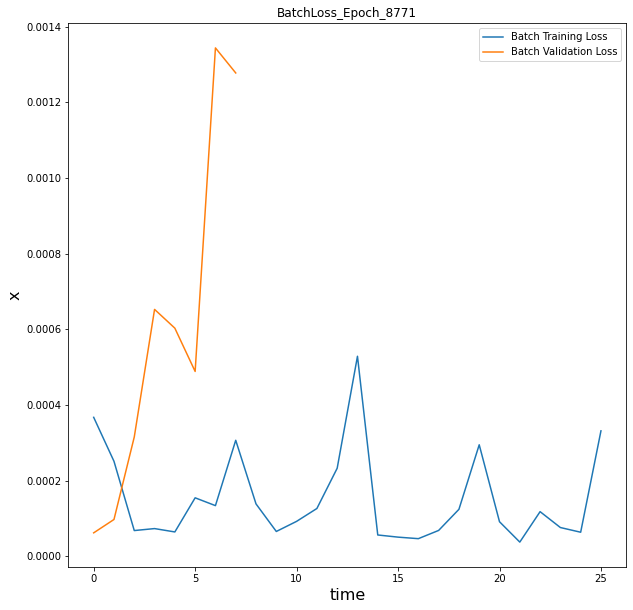 BatchLoss_Epoch_8771
Batch Training Loss
Batch Validation Loss
0.0014
0.0012
0.0010
0.0008
0.0006
0.0004
0.0002
0.0000
x
0 5 10 15 20 25
time